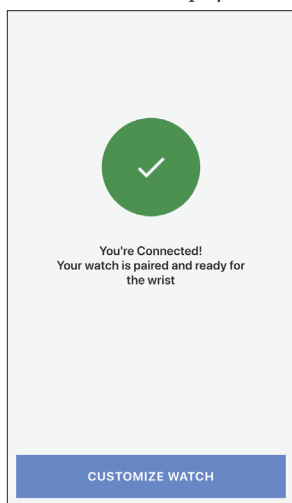 You're Connected!
Your watch is paired and ready for
the wrist
CUSTOMIZE WATCH